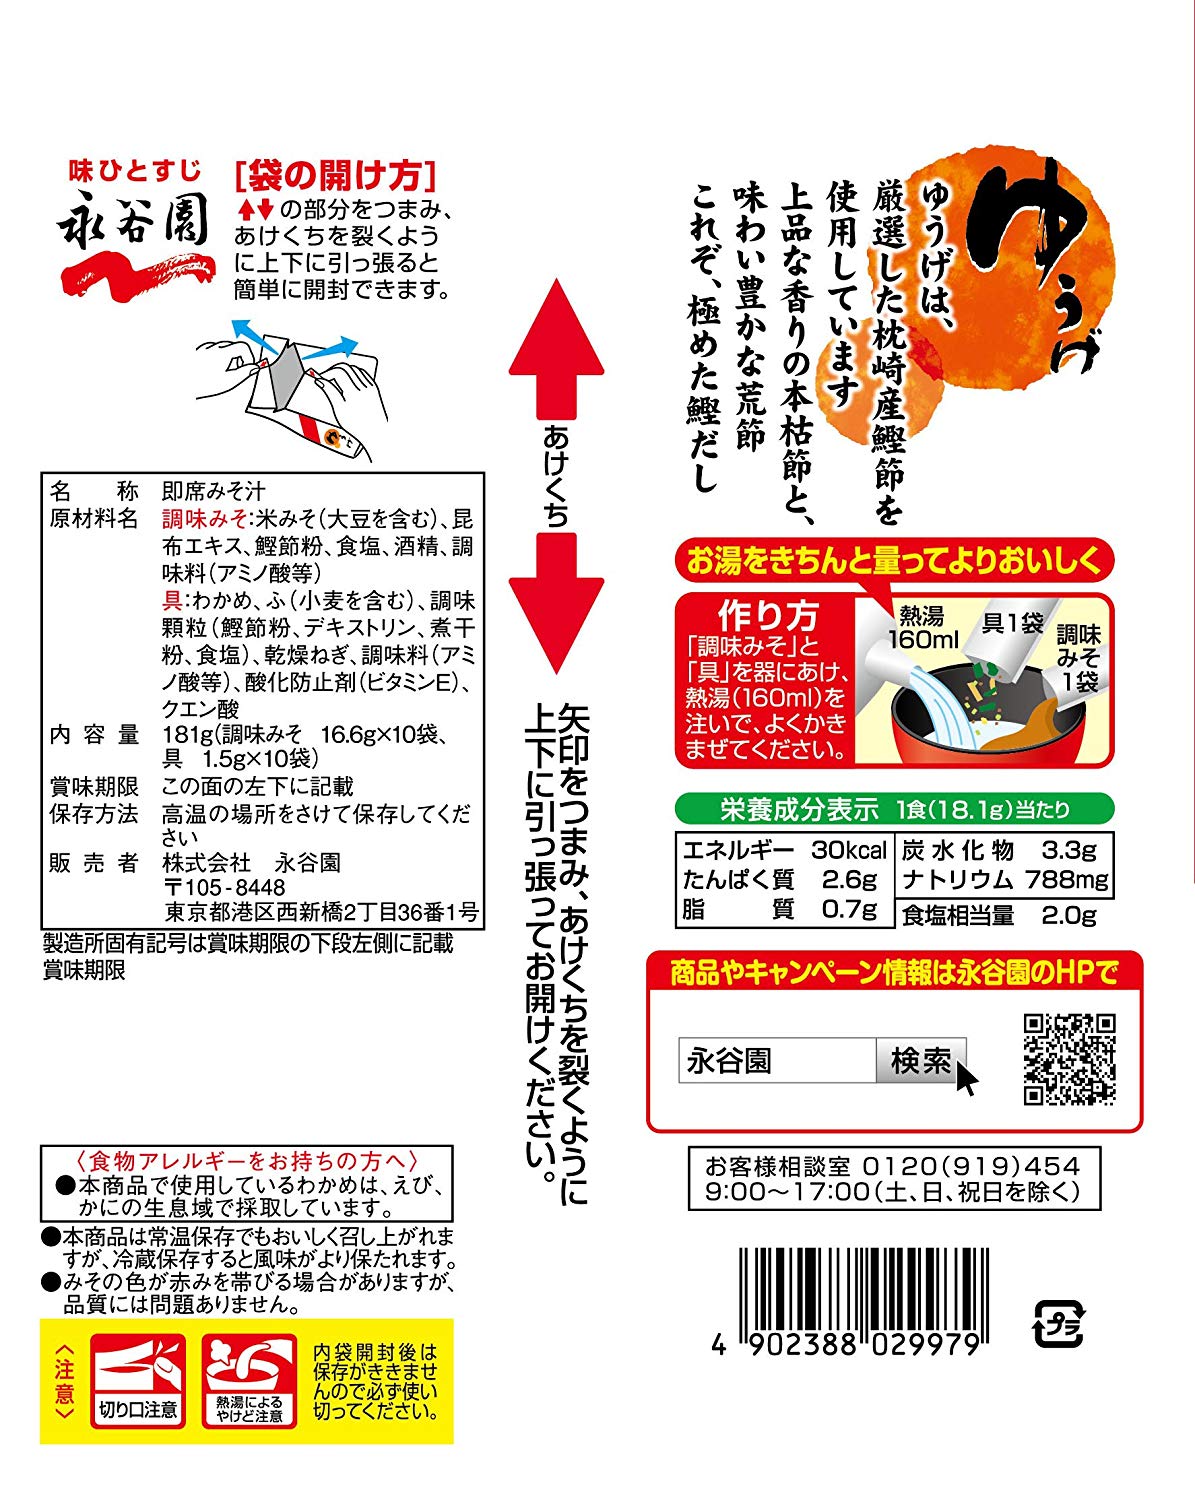 味ひとすじ
永谷園
[袋の開け方]
の部分をつまみ、
あけくちを裂くよう
に上下に引っ張ると
簡単に開封できます。
名称 即席みそ汁
原材料名 調味みそ:米みそ(大豆を含む)、昆
布エキス、鰹節粉、食塩、酒精、調
味料(アミノ酸等)
具:わかめ、ふ(小麦を含む)、調味
顆粒(鰹節粉、デキストリン、煮干
粉、食塩)、乾燥ねぎ、調味料(アミ
ノ酸等)、酸化防止剤(ビタミンE)、
クエン酸
内容量 181g(調味みそ 16.6g×10袋、
具 1.5g×10袋)
賞味期限 この面の左下に記載
保存方法 高温の場所をさけて保存してくだ
さい
販売者 株式会社 永谷園
〒105-8448
東京都港区西新橋2丁目36番1号
製造所固有記号は賞味期限の下段左側に記載
賞味期限
〈食物アレルギーをお持ちの方へ〉
●本商品で使用しているわかめは、えび、
かにの生息域で採取しています。
●本商品は常温保存でもおいしく召し上がれま
すが、冷蔵保存すると風味がより保たれます。
●みその色が赤みを帯びる場合がありますが、
品質には問題ありません。
〈注意〉
切り口注意
熱湯による
やけど注意
内袋開封後は
保存がききませ
んので必ず使い
切ってください。
あけくち
矢印をつまみ、あけくちを裂くように
上下に引っ張ってお開けください。
ゆうげ
ゆうげは、
厳選した枕崎産鰹節を
使用しています
上品な香りの本枯節と、
味わい豊かな荒節
これぞ、極めた鰹だし
お湯をきちんと量ってよりおいしく
作り方
「調味みそ」と
「具」を器にあけ、
熱湯(160ml)を
注いで、よくかき
まぜてください。
熱湯
160ml
具1袋
調味
みそ
1袋
栄養成分表示 1食(18.1g)当たり
エネルギー 30kcal
たんぱく質 2.6g
脂質 0.7g
炭水化物 3.3g
ナトリウム 788mg
食塩相当量 2.0g
商品やキャンペーン情報は永谷園のHPで
永谷園 検索
お客様相談室 0120(919)454
9:00〜17:00(土、日、祝日を除く)
4 902388 029979
プラ